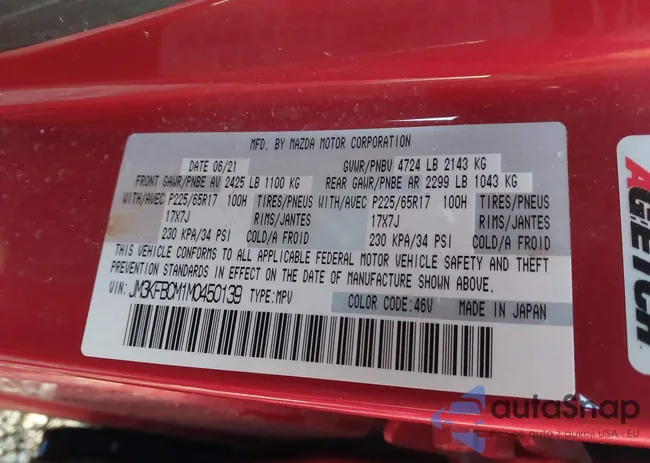 MFD. BY MAZDA MOTOR CORPORATION
DATE 06/21 GVWR/PNBV 4724 LB 2143 KG
FRONT GAWR/PNBE AV 2425 LB 1100 KG REAR GAWR/PNBE AR 2299 LB 1043 KG
WITH/AVEC P225/65R17 100H TIRES/PNEUS WITH/AVEC P225/65R17 100H TIRES/PNEUS
17X7J RIMS/JANTES 17X7J RIMS/JANTES
230 KPA/34 PSI COLD/A FROID 230 KPA/34 PSI COLD/A FROID
THIS VEHICLE CONFORMS TO ALL APPLICABLE FEDERAL MOTOR VEHICLE SAFETY AND THEFT
PREVENTION STANDARDS IN EFFECT ON THE DATE OF MANUFACTURE SHOWN ABOVE.
VIN: JM3KFBCM1M0450139 TYPE:MPV COLOR CODE:46V MADE IN JAPAN
autoSnap
Pewne auto z aukcji USA i EU